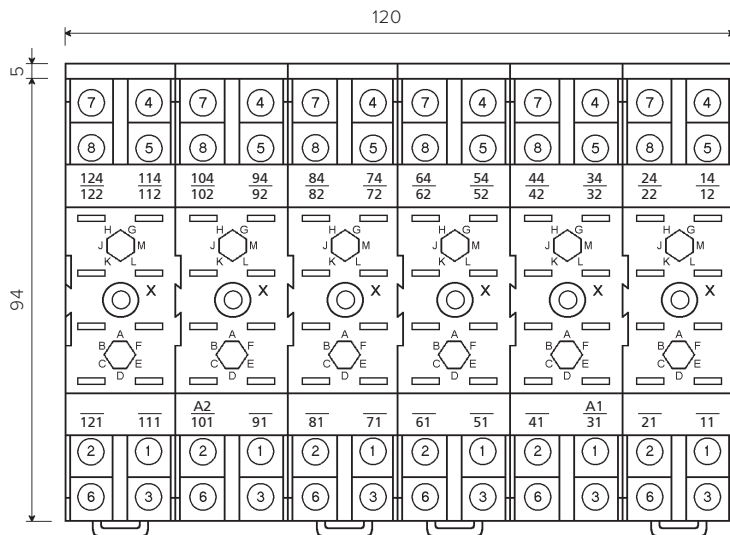 120
5
7 4 7 4 7 4 7 4 7 4 7 4
8 5 8 5 8 5 8 5 8 5 8 5
124 114 104 94 84 74 64 54 44 34 24 14
122 112 102 92 82 72 62 52 42 32 22 12
H G H G H G H G H G H G
J M J M J M J M J M J M
K L K L K L K L K L K L
94
X X X X X X
A A A A A A
B F B F B F B F B F B F
C E C E C E C E C E C E
D D D D D D
A2 A1
121 111 101 91 81 71 61 51 41 31 21 11
2 1 2 1 2 1 2 1 2 1 2 1
6 3 6 3 6 3 6 3 6 3 6 3